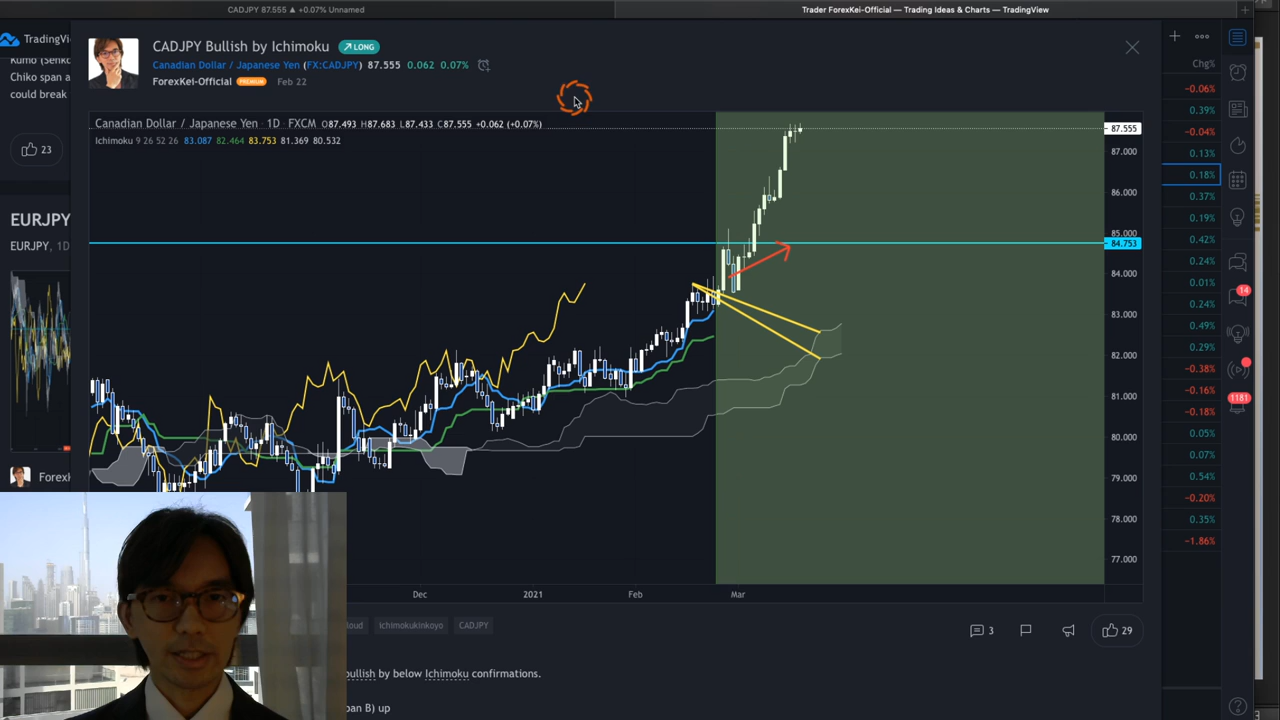 CADJPY 87.555 ▲ +0.07% Unnamed
Trader ForexKei-Official — Trading Ideas & Charts — TradingView
TradingVi
Kumo (Senko
Chiko span a
could break
23
EURJPY
EURJPY, 1D
ForexK
CADJPY Bullish by Ichimoku
LONG
Canadian Dollar / Japanese Yen (FX:CADJPY) 87.555 0.062 0.07%
ForexKei-Official PREMIUM Feb 22
Canadian Dollar / Japanese Yen · 1D · FXCM O87.493 H87.683 L87.433 C87.555 +0.062 (+0.07%)
Ichimoku 9 26 52 26 83.087 82.464 83.753 81.369 80.532
87.555
87.000
86.000
85.000
84.753
84.000
83.000
82.000
81.000
80.000
79.000
78.000
77.000
Dec
2021
Feb
Mar
loud
ichimokukinkoyo
CADJPY
3
29
bullish by below Ichimoku confirmations.
pan B) up
Chg%
−0.06%
0.39%
−0.04%
0.13%
0.18%
0.37%
0.19%
0.42%
0.24%
0.01%
0.24%
0.49%
0.29%
−0.38%
−0.16%
−0.18%
0.05%
0.07%
0.54%
−0.20%
0.35%
−1.86%
14
1181